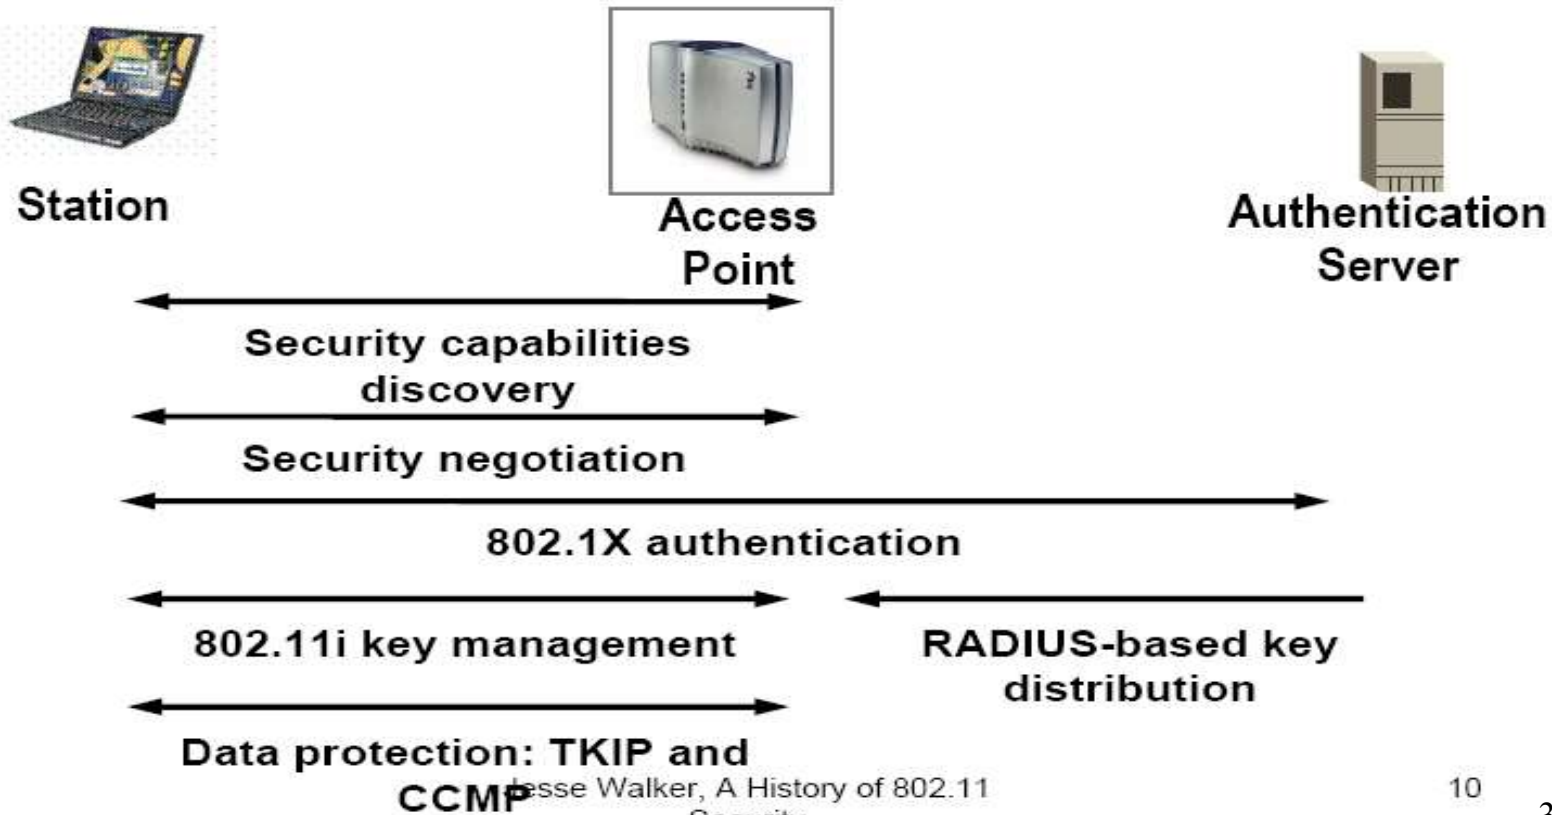 Station
Access
Point
Authentication
Server
Security capabilities
discovery
Security negotiation
802.1X authentication
802.11i key management
RADIUS-based key
distribution
Data protection: TKIP and
CCMP
Jesse Walker, A History of 802.11
10
3